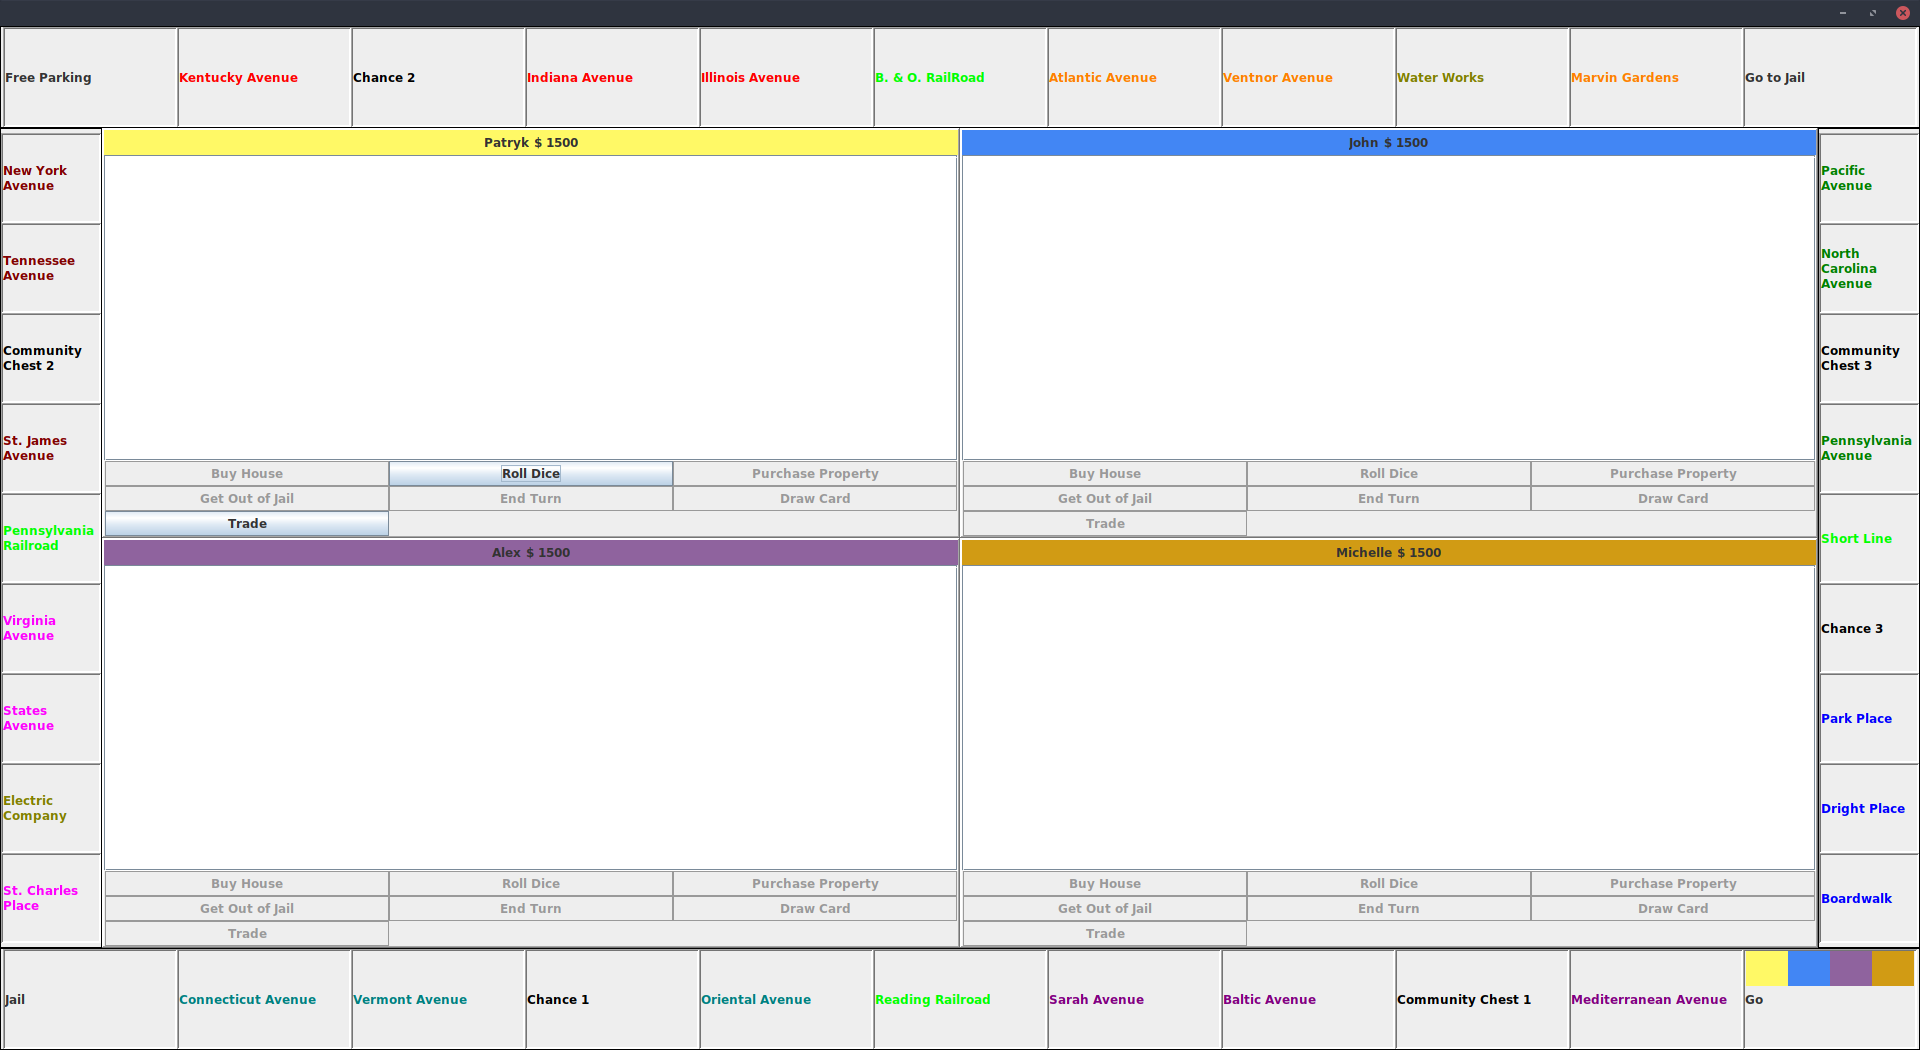 Free Parking
Kentucky Avenue
Chance 2
Indiana Avenue
Illinois Avenue
B. & O. RailRoad
Atlantic Avenue
Ventnor Avenue
Water Works
Marvin Gardens
Go to Jail
New York
Avenue
Tennessee
Avenue
Community
Chest 2
St. James
Avenue
Pennsylvania
Railroad
Virginia
Avenue
States
Avenue
Electric
Company
St. Charles
Place
Patryk $ 1500
Buy House
Roll Dice
Purchase Property
Get Out of Jail
End Turn
Draw Card
Trade
John $ 1500
Buy House
Roll Dice
Purchase Property
Get Out of Jail
End Turn
Draw Card
Trade
Alex $ 1500
Buy House
Roll Dice
Purchase Property
Get Out of Jail
End Turn
Draw Card
Trade
Michelle $ 1500
Buy House
Roll Dice
Purchase Property
Get Out of Jail
End Turn
Draw Card
Trade
Pacific
Avenue
North
Carolina
Avenue
Community
Chest 3
Pennsylvania
Avenue
Short Line
Chance 3
Park Place
Dright Place
Boardwalk
Jail
Connecticut Avenue
Vermont Avenue
Chance 1
Oriental Avenue
Reading Railroad
Sarah Avenue
Baltic Avenue
Community Chest 1
Mediterranean Avenue
Go